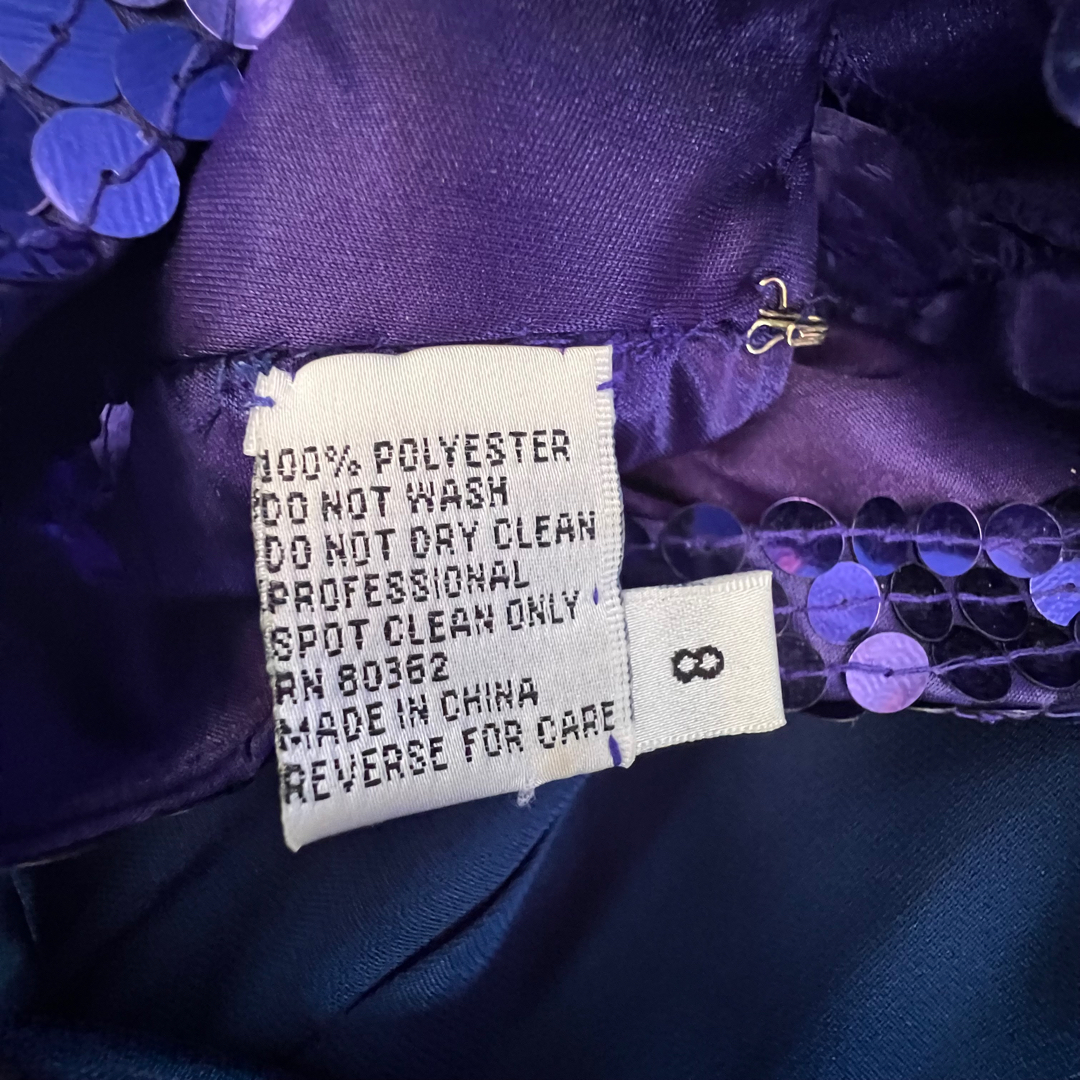 100% POLYESTER
DO NOT WASH
DO NOT DRY CLEAN
PROFESSIONAL
SPOT CLEAN ONLY
RN 80362
MADE IN CHINA
REVERSE FOR CARE
8